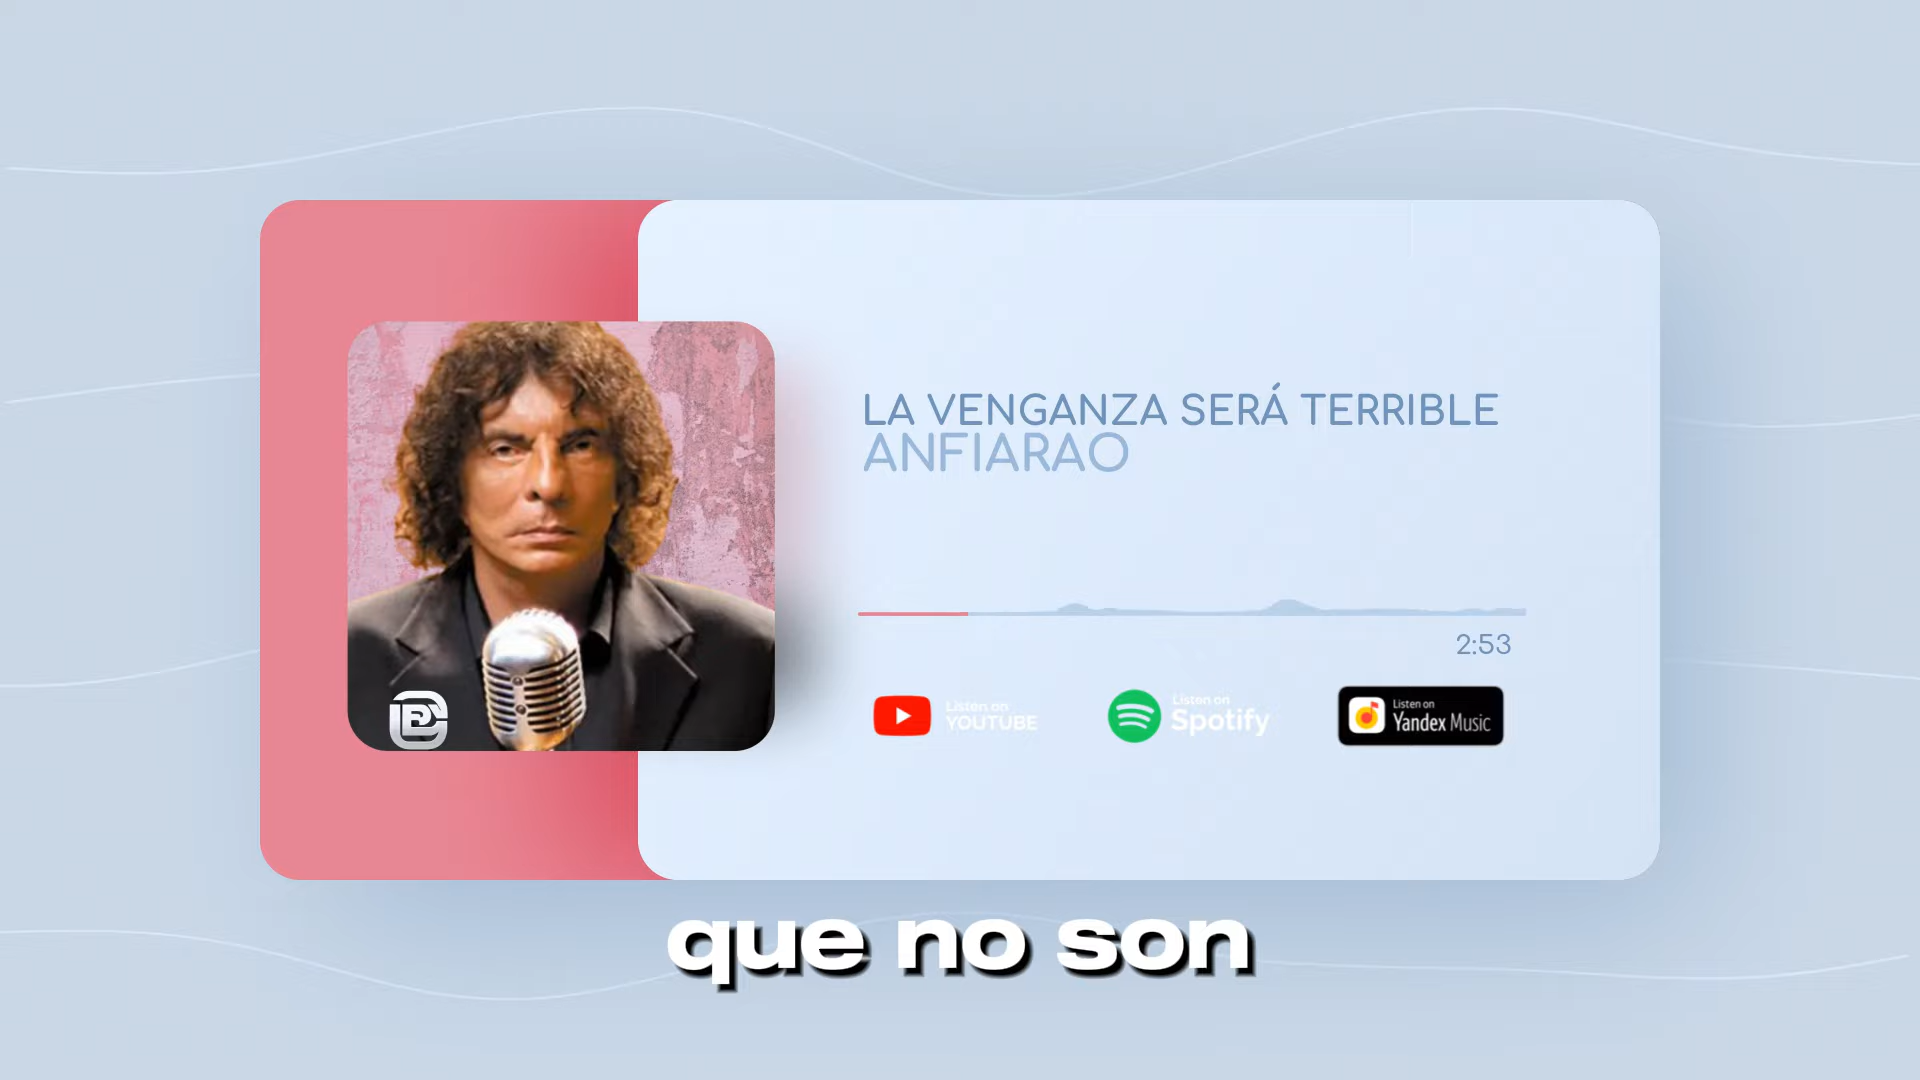 LA VENGANZA SERÁ TERRIBLE
ANFIARAO
2:53
Listen on
YOUTUBE
Listen on
Spotify
Listen on
Yandex Music
que no son